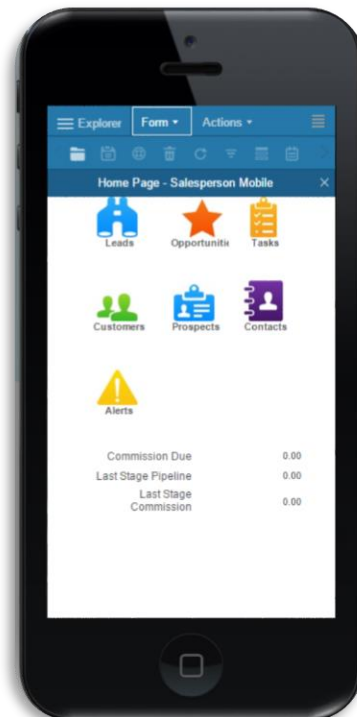 Explorer Form Actions
Home Page - Salesperson Mobile
Leads Opportunitie Tasks
Customers Prospects Contacts
Alerts
Commission Due 0.00
Last Stage Pipeline 0.00
Last Stage
Commission 0.00